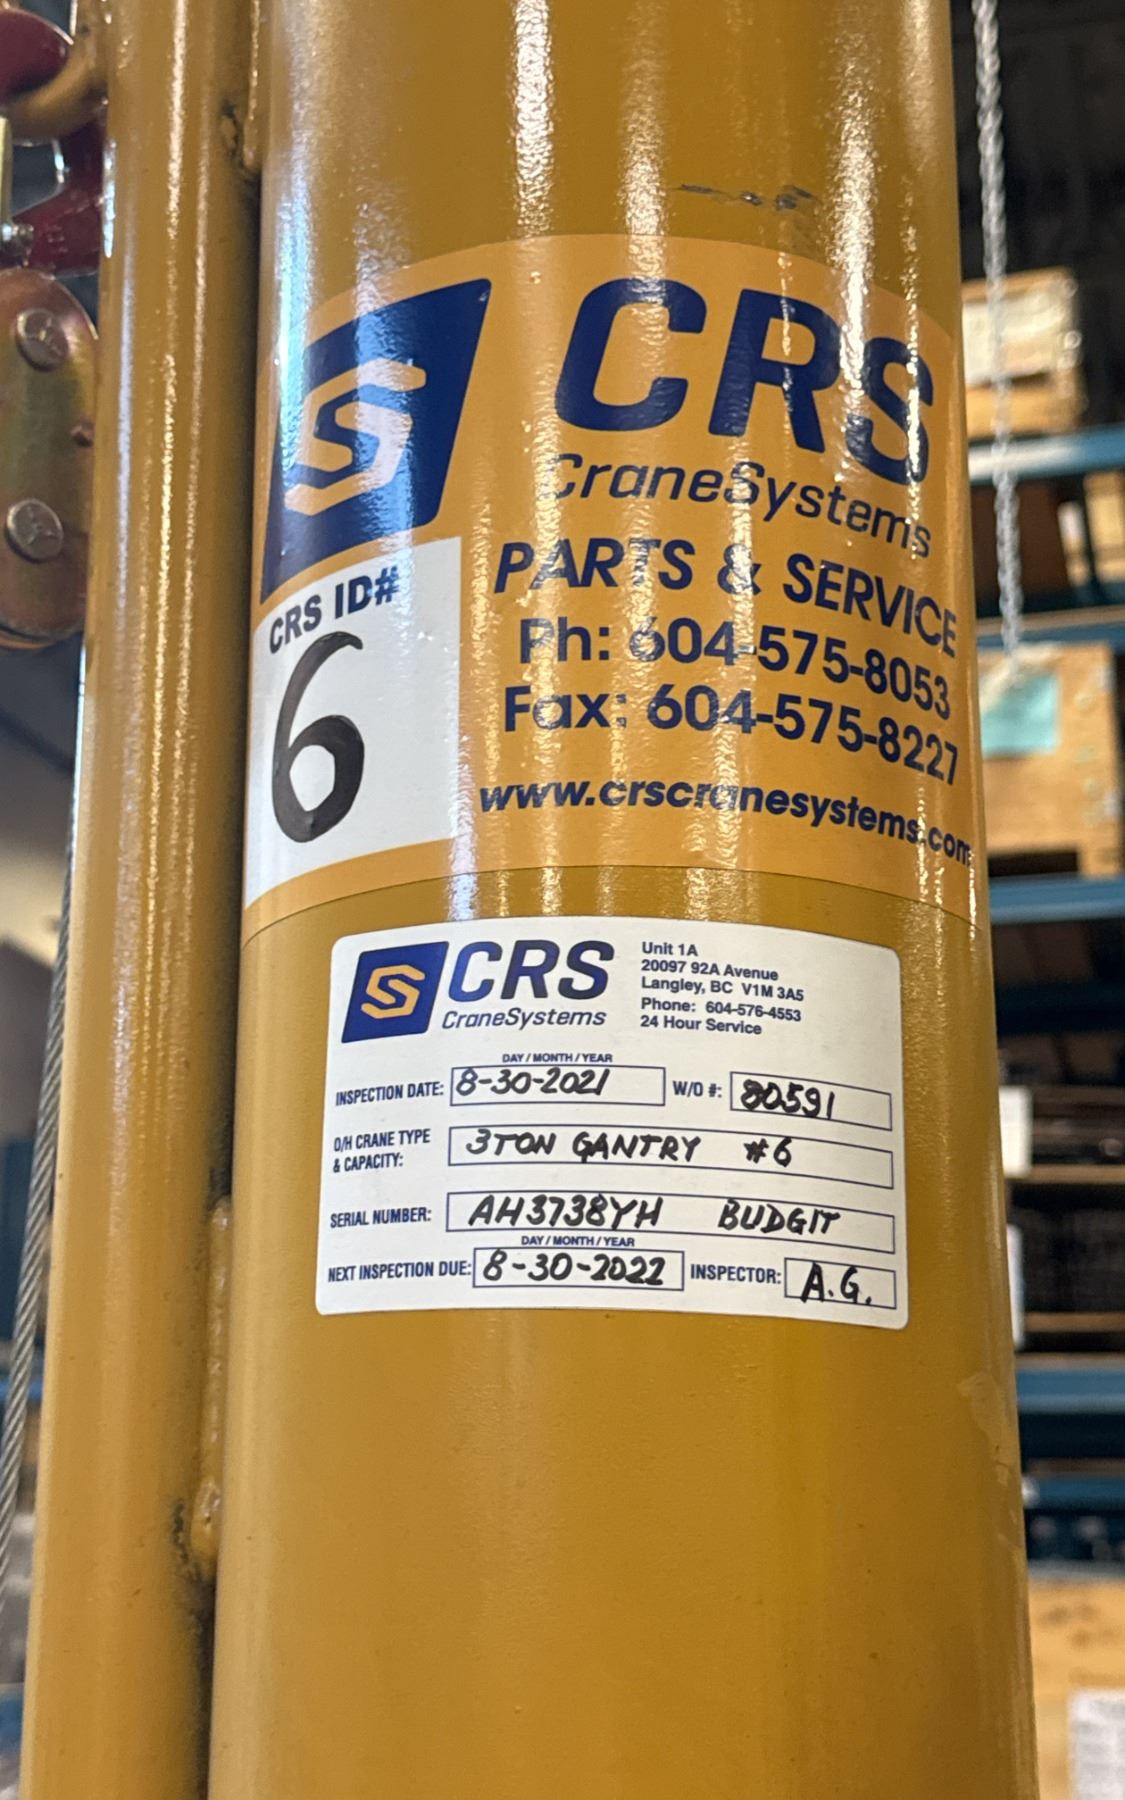 CRS
CraneSystems
PARTS & SERVICE
Ph: 604-575-8053
Fax: 604-575-8227
www.crscranesystems.com
CRS ID#
6
CRS
CraneSystems
Unit 1A
20097 92A Avenue
Langley, BC V1M 3A5
Phone: 604-576-4553
24 Hour Service
DAY / MONTH / YEAR
INSPECTION DATE: 8-30-2021 W/O #: 80591
O/H CRANE TYPE
& CAPACITY: 3 TON GANTRY #6
SERIAL NUMBER: AH3738YH BUDGIT
DAY / MONTH / YEAR
NEXT INSPECTION DUE: 8-30-2022 INSPECTOR: A.G.